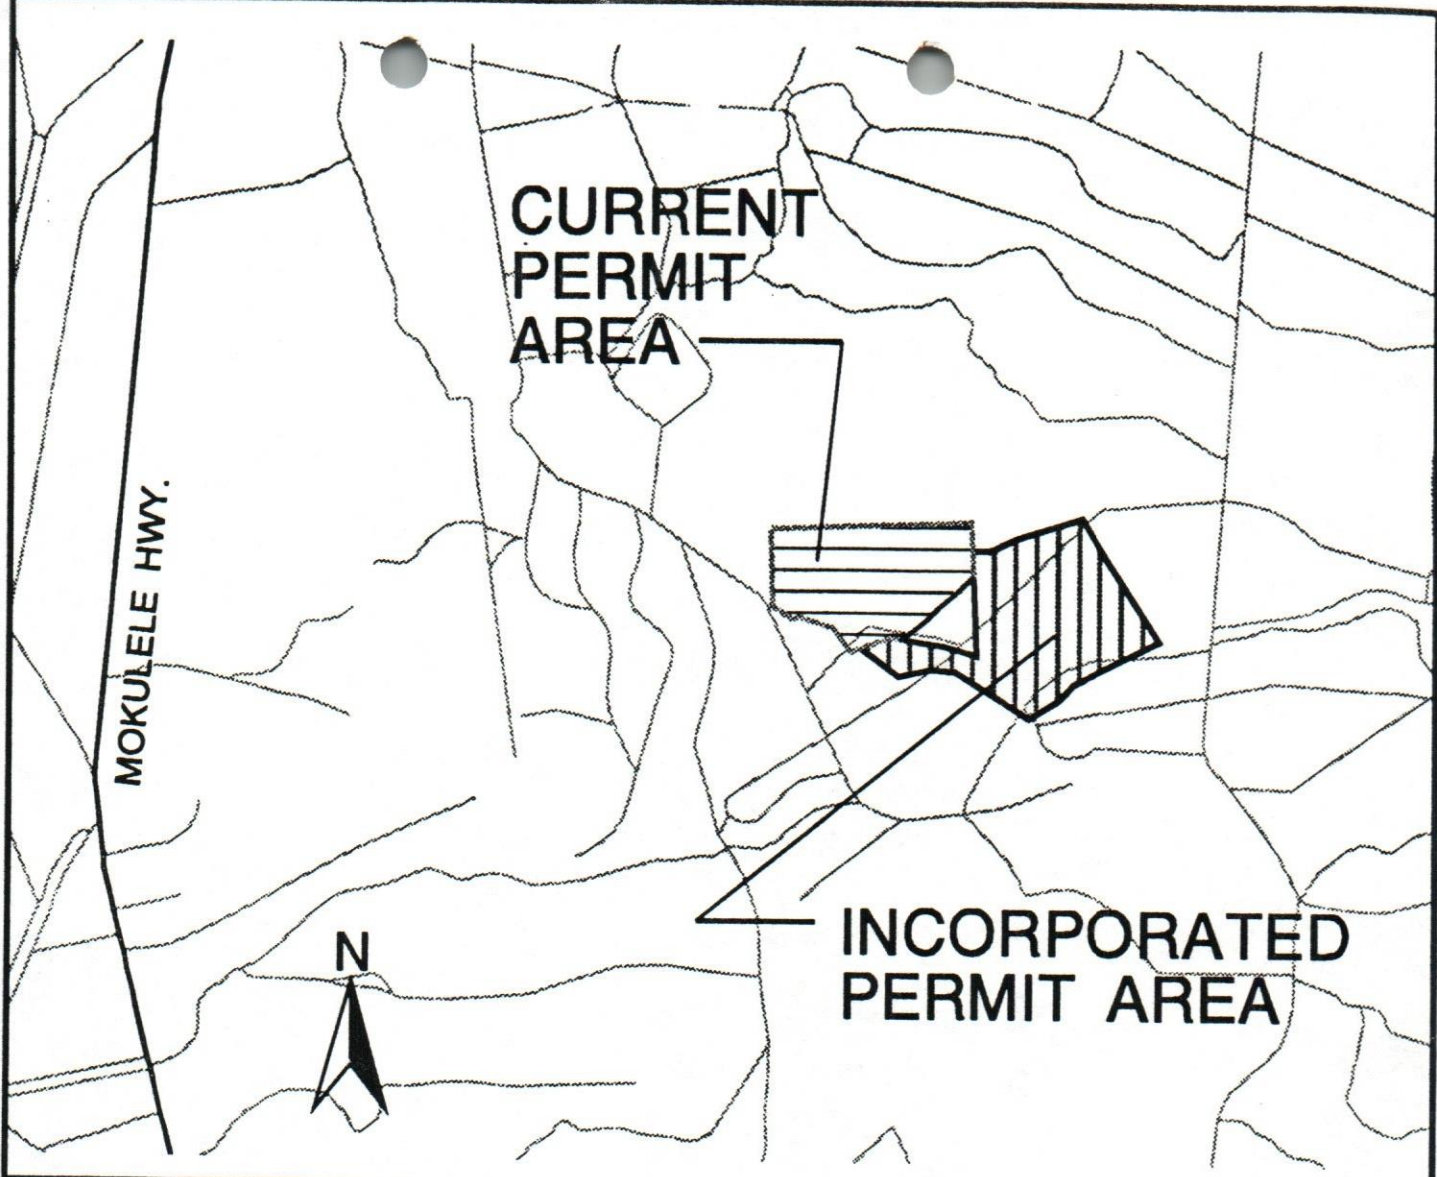 CURRENT
PERMIT
AREA
MOKULELE HWY.
N
INCORPORATED
PERMIT AREA